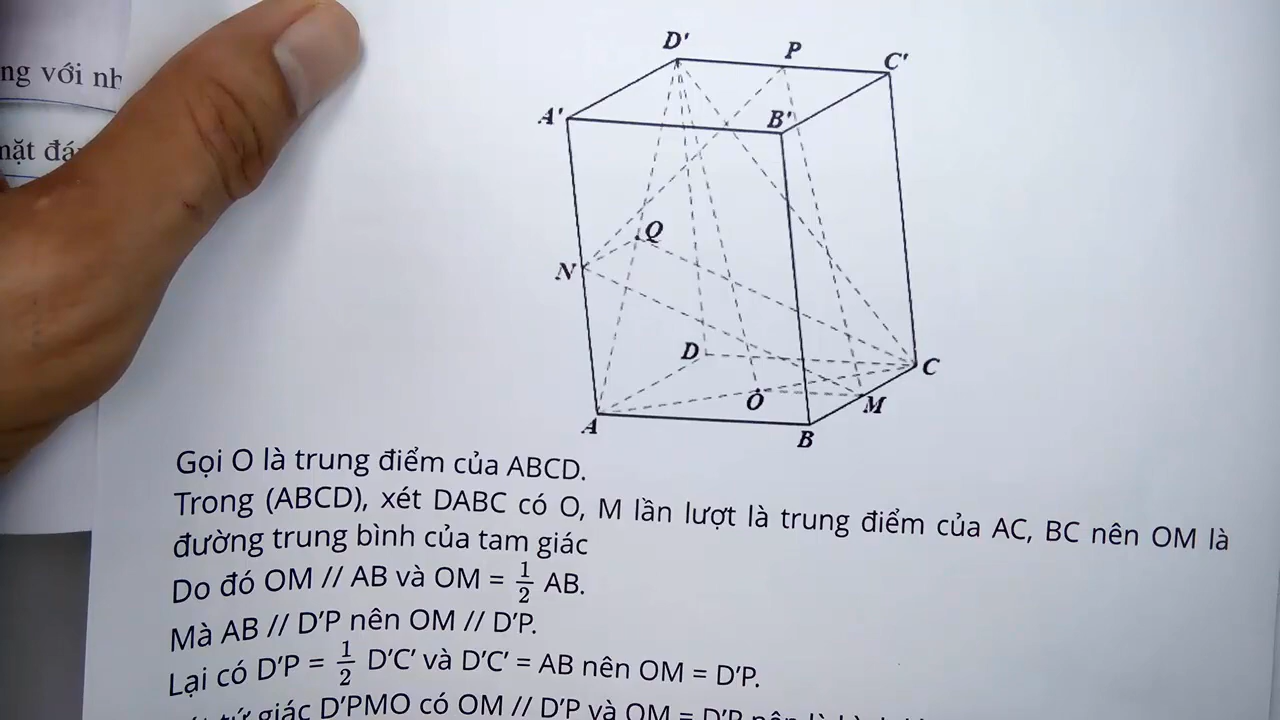 ng với nh
mặt đá
D' P C'
A' B'
Q
N
D C
O M
A B
Gọi O là trung điểm của ABCD.
Trong (ABCD), xét DABC có O, M lần lượt là trung điểm của AC, BC nên OM là
đường trung bình của tam giác
Do đó OM // AB và OM = 1/2 AB.
Mà AB // D'P nên OM // D'P.
Lại có D'P = 1/2 D'C' và D'C' = AB nên OM = D'P.
tứ giác D'PMO có OM // D'P và OM = D'P nên là